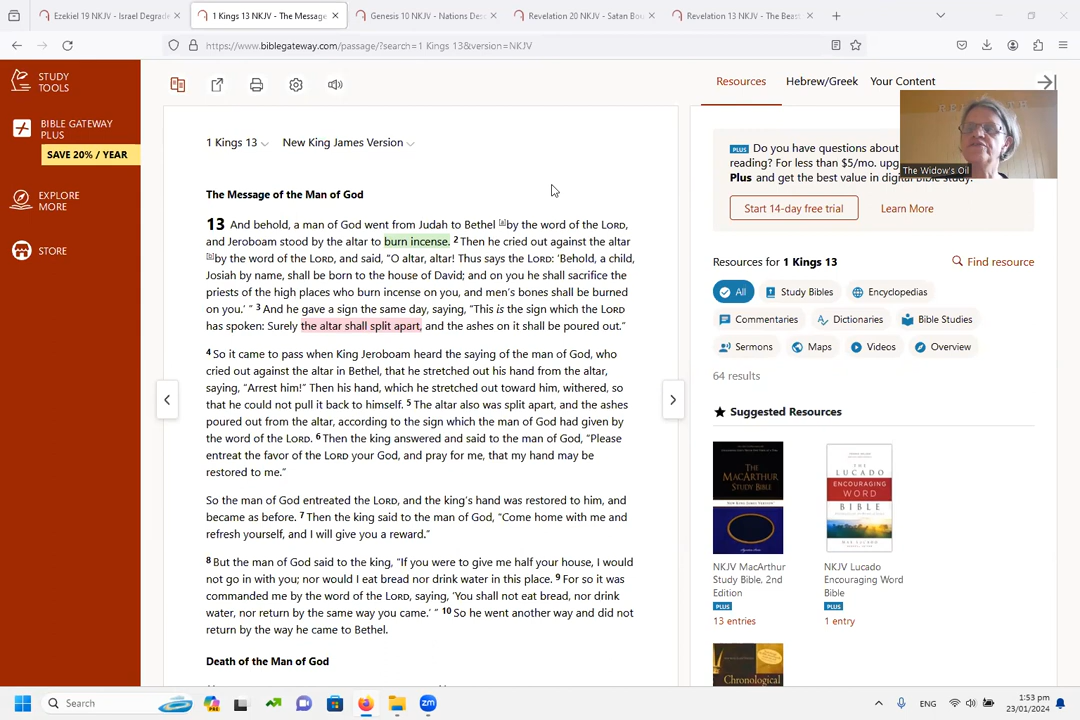 Ezekiel 19 NKJV - Israel Degrade
1 Kings 13 NKJV - The Message
Genesis 10 NKJV - Nations Desc
Revelation 20 NKJV - Satan Bou
Revelation 13 NKJV - The Beast
https://www.biblegateway.com/passage/?search=1 Kings 13&version=NKJV
STUDY
TOOLS
BIBLE GATEWAY
PLUS
SAVE 20% / YEAR
EXPLORE
MORE
STORE
1 Kings 13
New King James Version
The Message of the Man of God
13 And behold, a man of God went from Judah to Bethel [a]by the word of the LORD,
and Jeroboam stood by the altar to burn incense. 2 Then he cried out against the altar
[b]by the word of the LORD, and said, “O altar, altar! Thus says the LORD: ‘Behold, a child,
Josiah by name, shall be born to the house of David; and on you he shall sacrifice the
priests of the high places who burn incense on you, and men’s bones shall be burned
on you.’ ” 3 And he gave a sign the same day, saying, “This is the sign which the LORD
has spoken: Surely the altar shall split apart, and the ashes on it shall be poured out.”
4 So it came to pass when King Jeroboam heard the saying of the man of God, who
cried out against the altar in Bethel, that he stretched out his hand from the altar,
saying, “Arrest him!” Then his hand, which he stretched out toward him, withered, so
that he could not pull it back to himself. 5 The altar also was split apart, and the ashes
poured out from the altar, according to the sign which the man of God had given by
the word of the LORD. 6 Then the king answered and said to the man of God, “Please
entreat the favor of the LORD your God, and pray for me, that my hand may be
restored to me.”
So the man of God entreated the LORD, and the king’s hand was restored to him, and
became as before. 7 Then the king said to the man of God, “Come home with me and
refresh yourself, and I will give you a reward.”
8 But the man of God said to the king, “If you were to give me half your house, I would
not go in with you; nor would I eat bread nor drink water in this place. 9 For so it was
commanded me by the word of the LORD, saying, ‘You shall not eat bread, nor drink
water, nor return by the same way you came.’ ” 10 So he went another way and did not
return by the way he came to Bethel.
Death of the Man of God
Resources
Hebrew/Greek
Your Content
PLUS Do you have questions about
reading? For less than $5/mo. upg
Plus and get the best value in digital Bible study.
Start 14-day free trial
Learn More
The Widow's Oil
Resources for 1 Kings 13
Find resource
All
Study Bibles
Encyclopedias
Commentaries
Dictionaries
Bible Studies
Sermons
Maps
Videos
Overview
64 results
Suggested Resources
THE
MACARTHUR
STUDY BIBLE
THE
LUCADO
ENCOURAGING
WORD
BIBLE
NKJV MacArthur
Study Bible, 2nd
Edition
PLUS
13 entries
NKJV Lucado
Encouraging Word
Bible
PLUS
1 entry
Chronological
Search
ENG
1:53 pm
23/01/2024